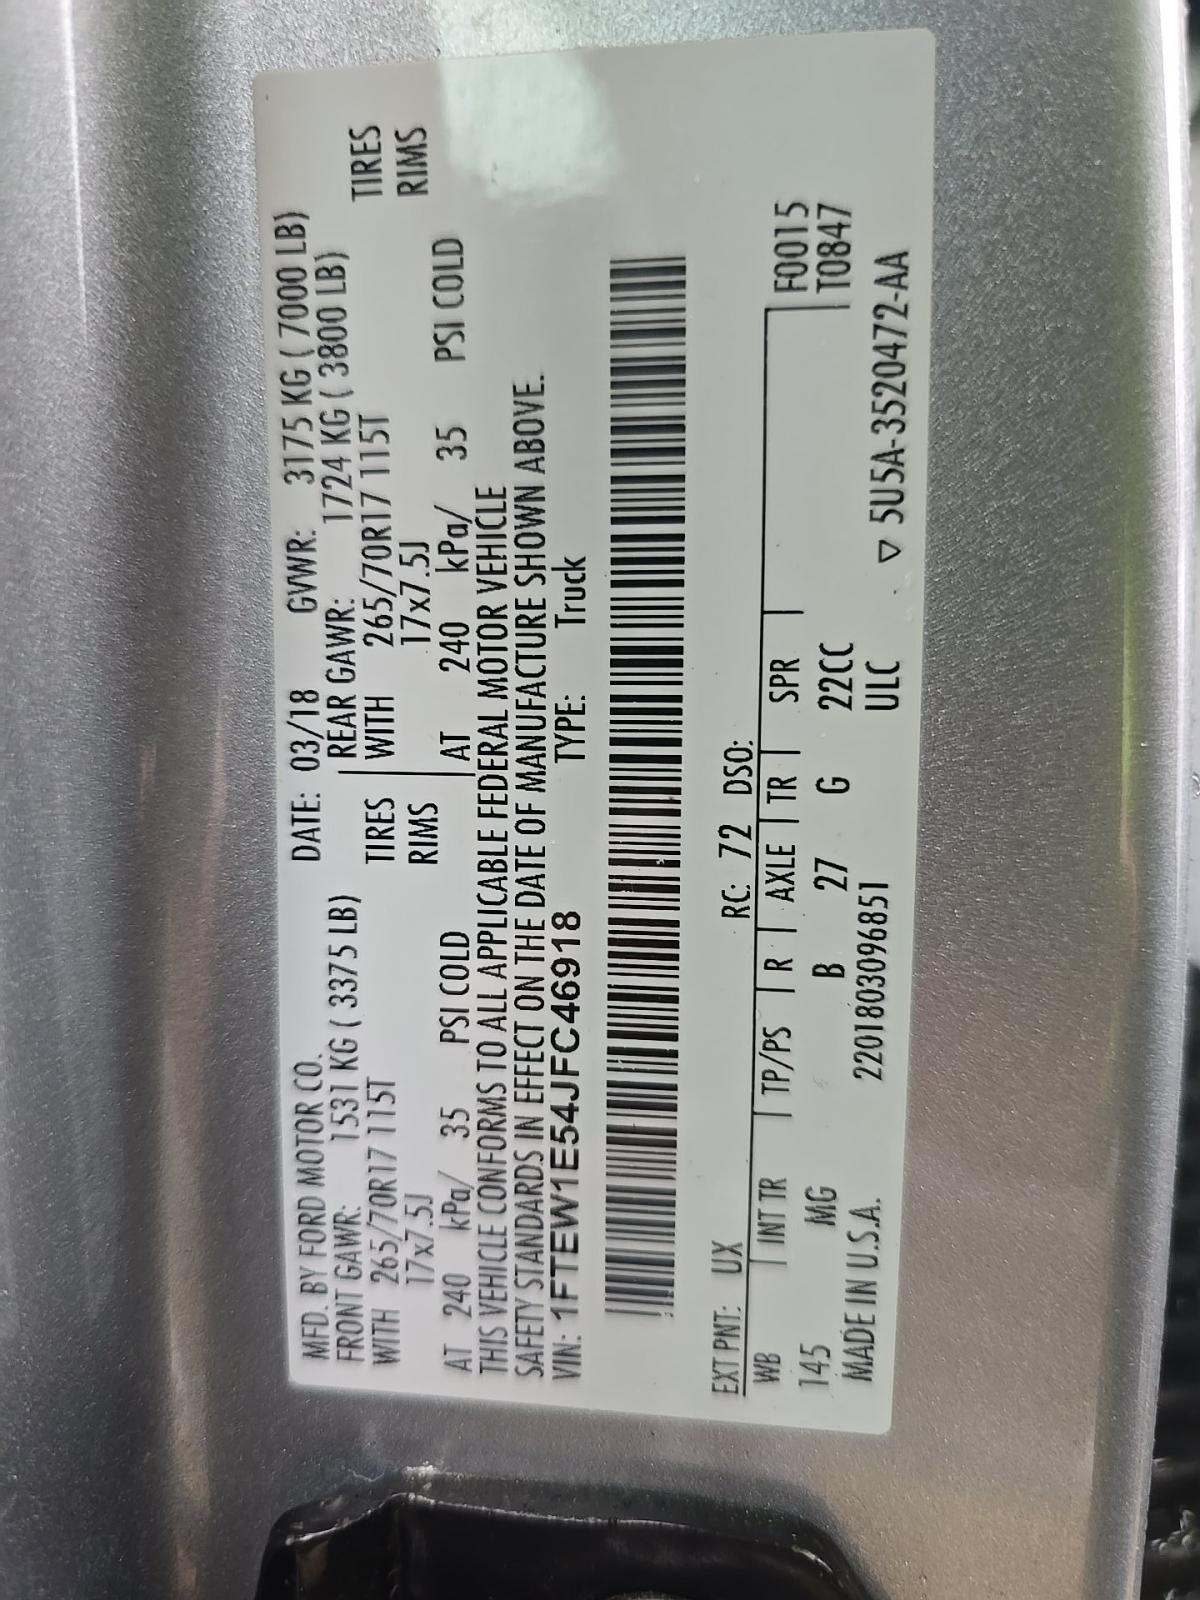 MFD. BY FORD MOTOR CO. DATE: 03/18 GVWR: 3175 KG ( 7000 LB)
FRONT GAWR: 1531 KG ( 3375 LB) REAR GAWR: 1724 KG ( 3800 LB)
WITH 265/70R17 115T TIRES WITH 265/70R17 115T TIRES
17x7.5J RIMS 17x7.5J RIMS
AT 240 kPa/ 35 PSI COLD AT 240 kPa/ 35 PSI COLD
THIS VEHICLE CONFORMS TO ALL APPLICABLE FEDERAL MOTOR VEHICLE
SAFETY STANDARDS IN EFFECT ON THE DATE OF MANUFACTURE SHOWN ABOVE.
VIN: 1FTEW1E54JFC46918 TYPE: Truck
EXT PNT: UX RC: 72 DSO:
WB INT TR TP/PS R AXLE TR SPR F0015
145 MG B 27 G 22CC T0847
MADE IN U.S.A. 2201803096851 ULC
▽ 5U5A-3520472-AA